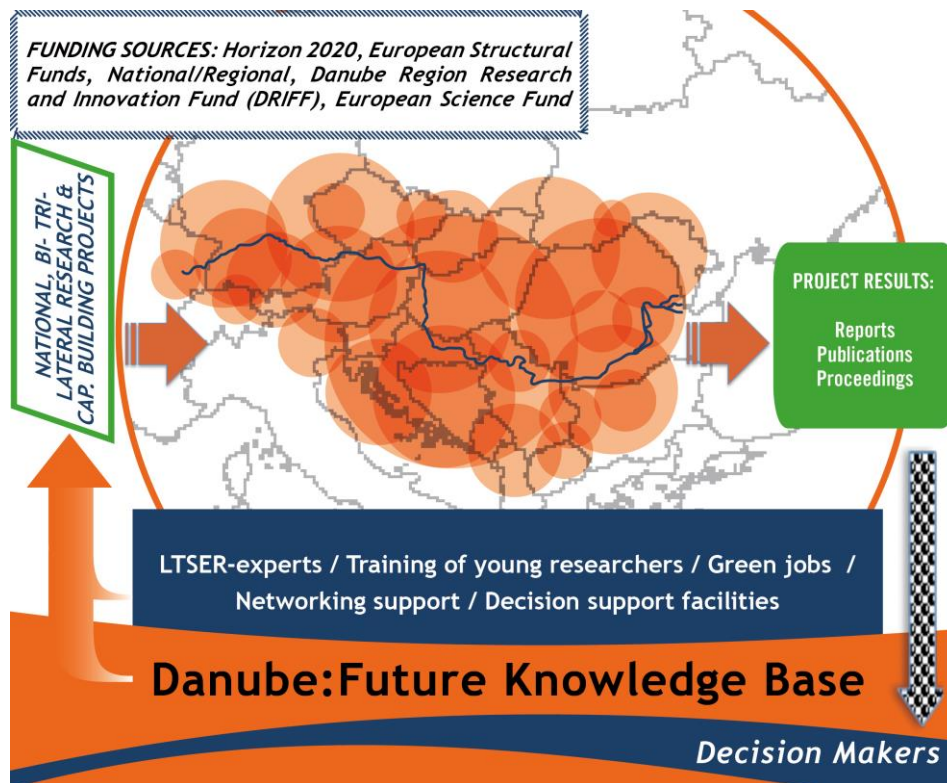 FUNDING SOURCES: Horizon 2020, European Structural
Funds, National/Regional, Danube Region Research
and Innovation Fund (DRIFF), European Science Fund
NATIONAL, BI- TRI-
LATERAL RESEARCH &
CAP. BUILDING PROJECTS
PROJECT RESULTS:
Reports
Publications
Proceedings
LTSER-experts / Training of young researchers / Green jobs /
Networking support / Decision support facilities
Danube:Future Knowledge Base
Decision Makers